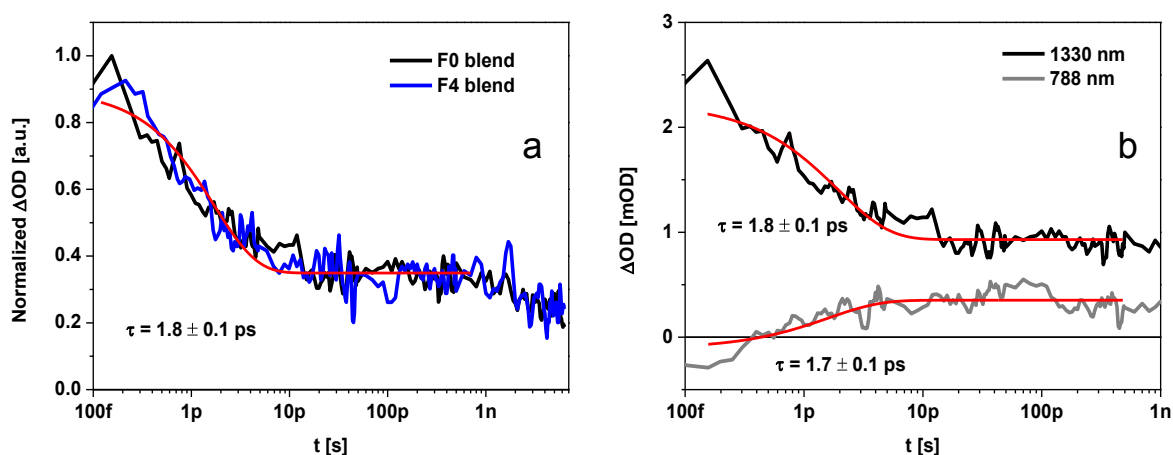 F0 blend
F4 blend
a
Normalized ΔOD [a.u.]
1.0
0.8
0.6
0.4
0.2
0.0
τ = 1.8 ± 0.1 ps
100f 1p 10p 100p 1n
t [s]
1330 nm
788 nm
b
ΔOD [mOD]
3
2
1
0
τ = 1.8 ± 0.1 ps
τ = 1.7 ± 0.1 ps
100f 1p 10p 100p 1n
t [s]